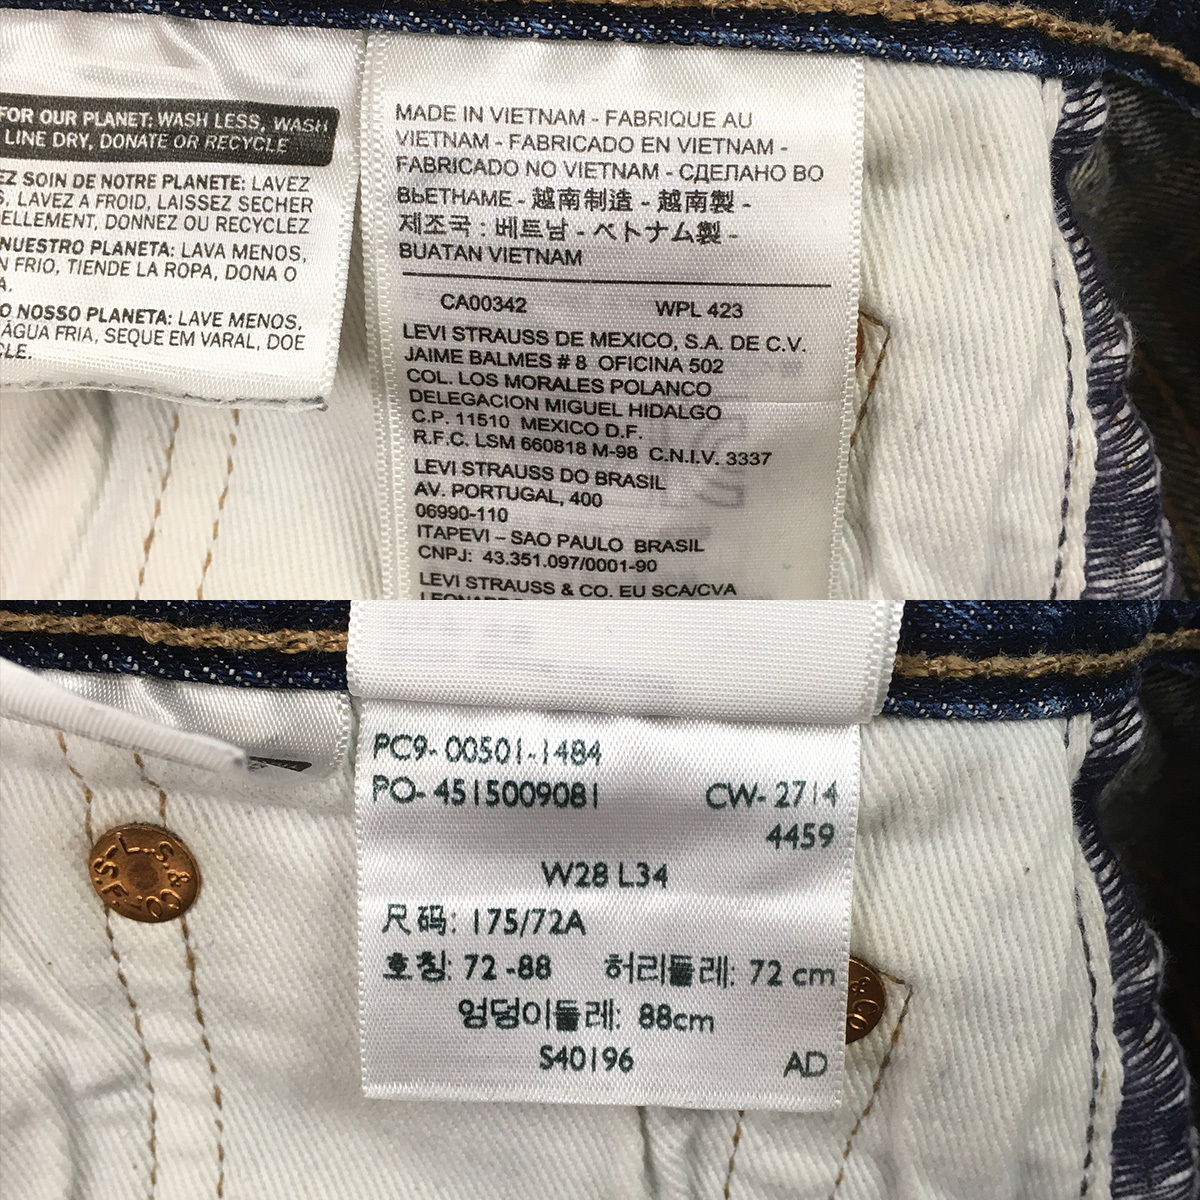 FOR OUR PLANET: WASH LESS, WASH
LINE DRY, DONATE OR RECYCLE
EZ SOIN DE NOTRE PLANETE: LAVEZ
S, LAVEZ A FROID, LAISSEZ SECHER
ELLEMENT, DONNEZ OU RECYCLEZ
NUESTRO PLANETA: LAVA MENOS,
N FRIO, TIENDE LA ROPA, DONA O
A.
O NOSSO PLANETA: LAVE MENOS,
ÁGUA FRIA, SEQUE EM VARAL, DOE
CLE.
MADE IN VIETNAM - FABRIQUE AU
VIETNAM - FABRICADO EN VIETNAM -
FABRICADO NO VIETNAM - СДЕЛАНО ВО
ВЬЕТНАМЕ - 越南制造 - 越南製 -
제조국 : 베트남 - ベトナム製 -
BUATAN VIETNAM
CA00342 WPL 423
LEVI STRAUSS DE MEXICO, S.A. DE C.V.
JAIME BALMES # 8 OFICINA 502
COL. LOS MORALES POLANCO
DELEGACION MIGUEL HIDALGO
C.P. 11510 MEXICO D.F.
R.F.C. LSM 660818 M-98 C.N.I.V. 3337
LEVI STRAUSS DO BRASIL
AV. PORTUGAL, 400
06990-110
ITAPEVI – SAO PAULO BRASIL
CNPJ: 43.351.097/0001-90
LEVI STRAUSS & CO. EU SCA/CVA
PC9- 00501-1484
PO- 4515009081 CW- 2714
4459
W28 L34
尺码: 175/72A
호칭: 72 -88 허리둘레: 72 cm
엉덩이둘레: 88cm
S40196 AD
L.S.& CO. S.F.
& Co